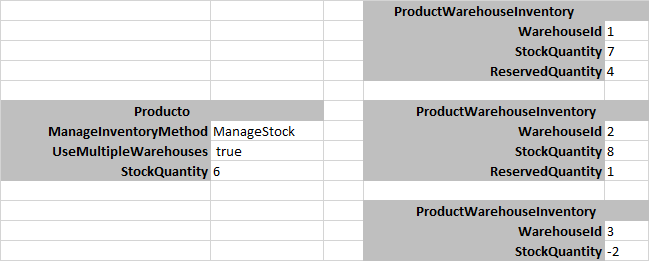 ProductWarehouseInventory
WarehouseId 1
StockQuantity 7
ReservedQuantity 4
Producto
ManageInventoryMethod ManageStock
UseMultipleWarehouses true
StockQuantity 6
ProductWarehouseInventory
WarehouseId 2
StockQuantity 8
ReservedQuantity 1
ProductWarehouseInventory
WarehouseId 3
StockQuantity -2